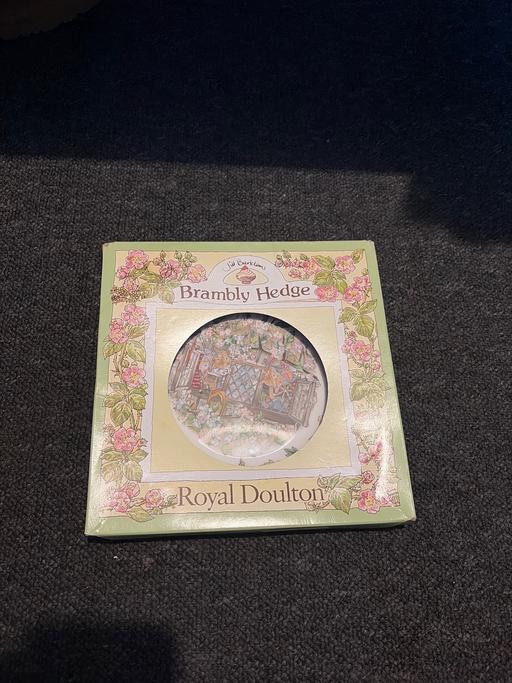 Jill Barklem's
Brambly Hedge
Royal Doulton